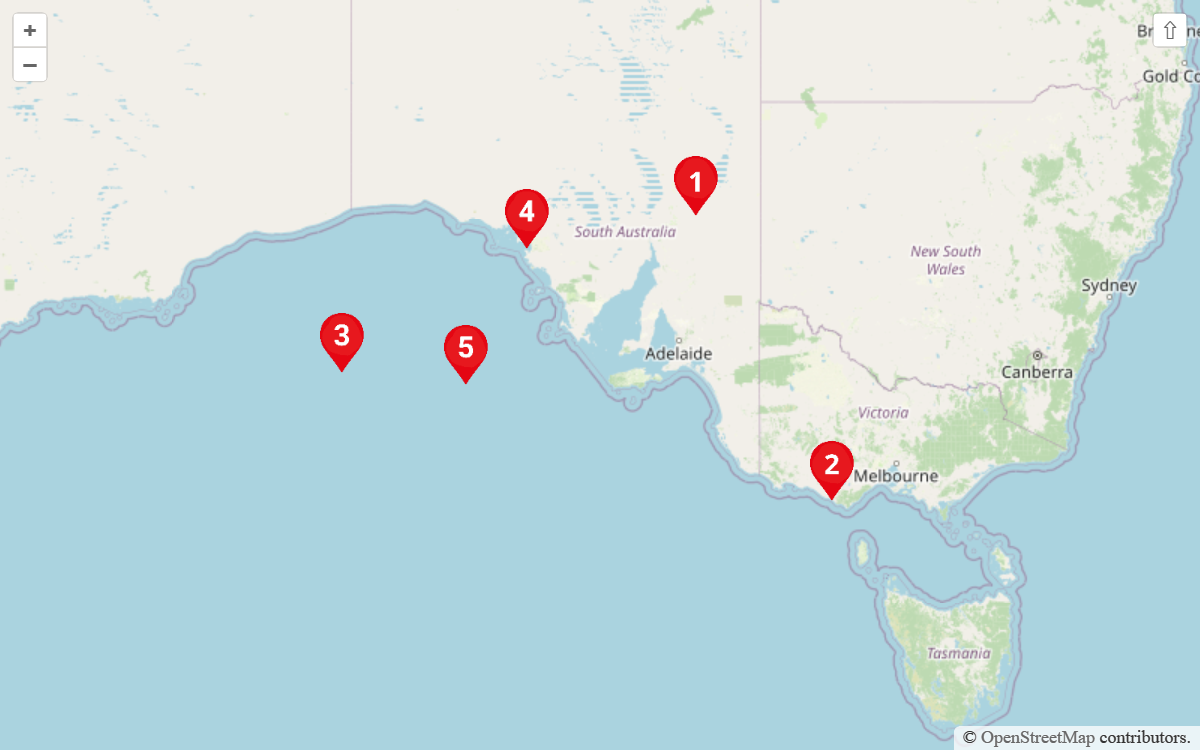 +
−
⇧
Gold Co
1
4
South Australia
New South
Wales
Sydney
3
5
Adelaide
Canberra
Victoria
2
Melbourne
Tasmania
© OpenStreetMap contributors.